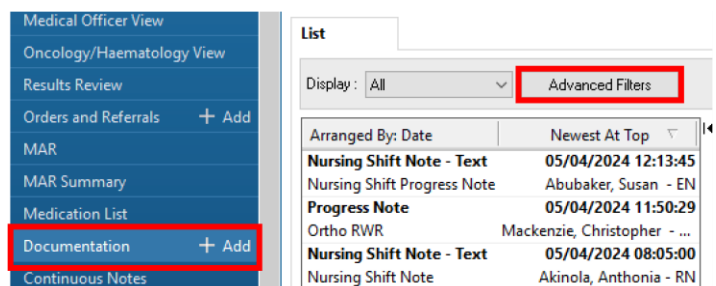 Medical Officer View
Oncology/Haematology View
Results Review
Orders and Referrals + Add
MAR
MAR Summary
Medication List
Documentation + Add
Continuous Notes
List
Display : All Advanced Filters
Arranged By: Date Newest At Top
Nursing Shift Note - Text 05/04/2024 12:13:45
Nursing Shift Progress Note Abubaker, Susan - EN
Progress Note 05/04/2024 11:50:29
Ortho RWR Mackenzie, Christopher - ...
Nursing Shift Note - Text 05/04/2024 08:05:00
Nursing Shift Note Akinola, Anthonia - RN